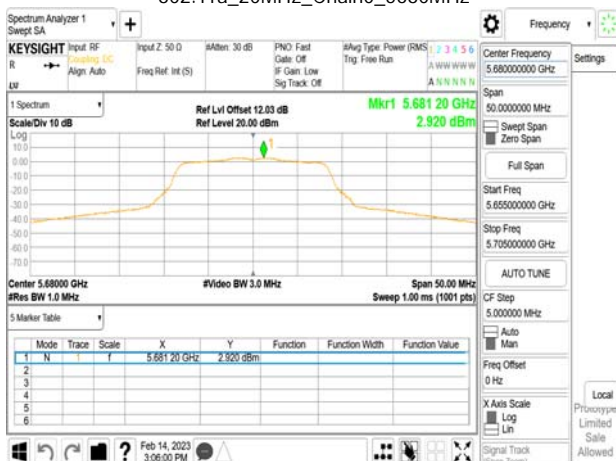 Spectrum Analyzer 1
Swept SA
Frequency
KEYSIGHT
R
LVI
Input: RF
Coupling: DC
Align: Auto
Input Z: 50 Ω
Freq Ref: Int (S)
#Atten: 30 dB
PNO: Fast
Gate: Off
IF Gain: Low
Sig Track: Off
#Avg Type: Power (RMS
Trig: Free Run
1 2 3 4 5 6
A W W W W W
A N N N N N
1 Spectrum
Scale/Div 10 dB
Ref Lvl Offset 12.03 dB
Ref Level 20.00 dBm
Mkr1 5.681 20 GHz
2.920 dBm
Log
10.0
0.00
-10.0
-20.0
-30.0
-40.0
-50.0
-60.0
-70.0
1
Center 5.68000 GHz
#Res BW 1.0 MHz
#Video BW 3.0 MHz
Span 50.00 MHz
Sweep 1.00 ms (1001 pts)
5 Marker Table
Mode Trace Scale X Y Function Function Width Function Value
1 N 1 f 5.681 20 GHz 2.920 dBm
2
3
4
5
6
Feb 14, 2023
3:06:00 PM
Center Frequency
5.680000000 GHz
Span
50.0000000 MHz
Swept Span
Zero Span
Full Span
Start Freq
5.655000000 GHz
Stop Freq
5.705000000 GHz
AUTO TUNE
CF Step
5.000000 MHz
Auto
Man
Freq Offset
0 Hz
X Axis Scale
Log
Lin
Signal Track
Settings
Local
Prototype
Limited
Sale
Allowed